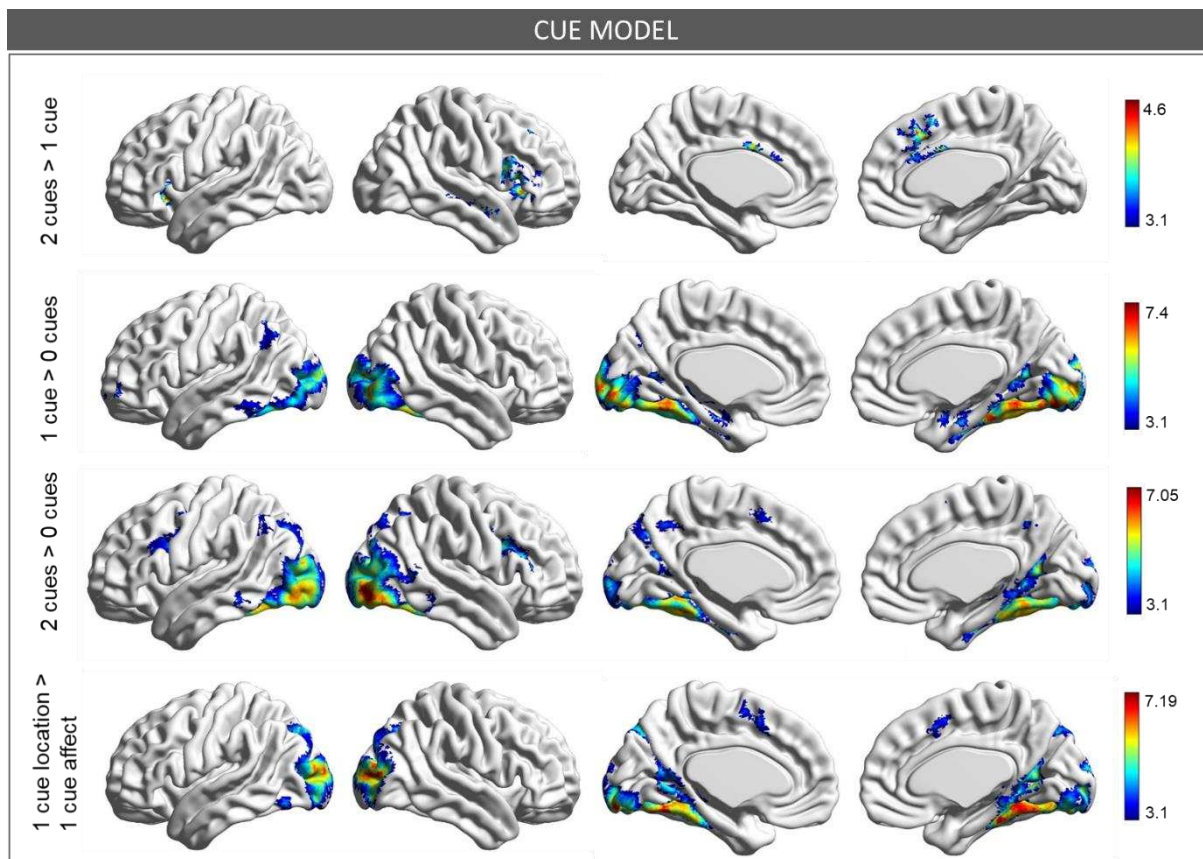 CUE MODEL
2 cues > 1 cue
4.6
3.1
1 cue > 0 cues
7.4
3.1
2 cues > 0 cues
7.05
3.1
1 cue location >
1 cue affect
7.19
3.1